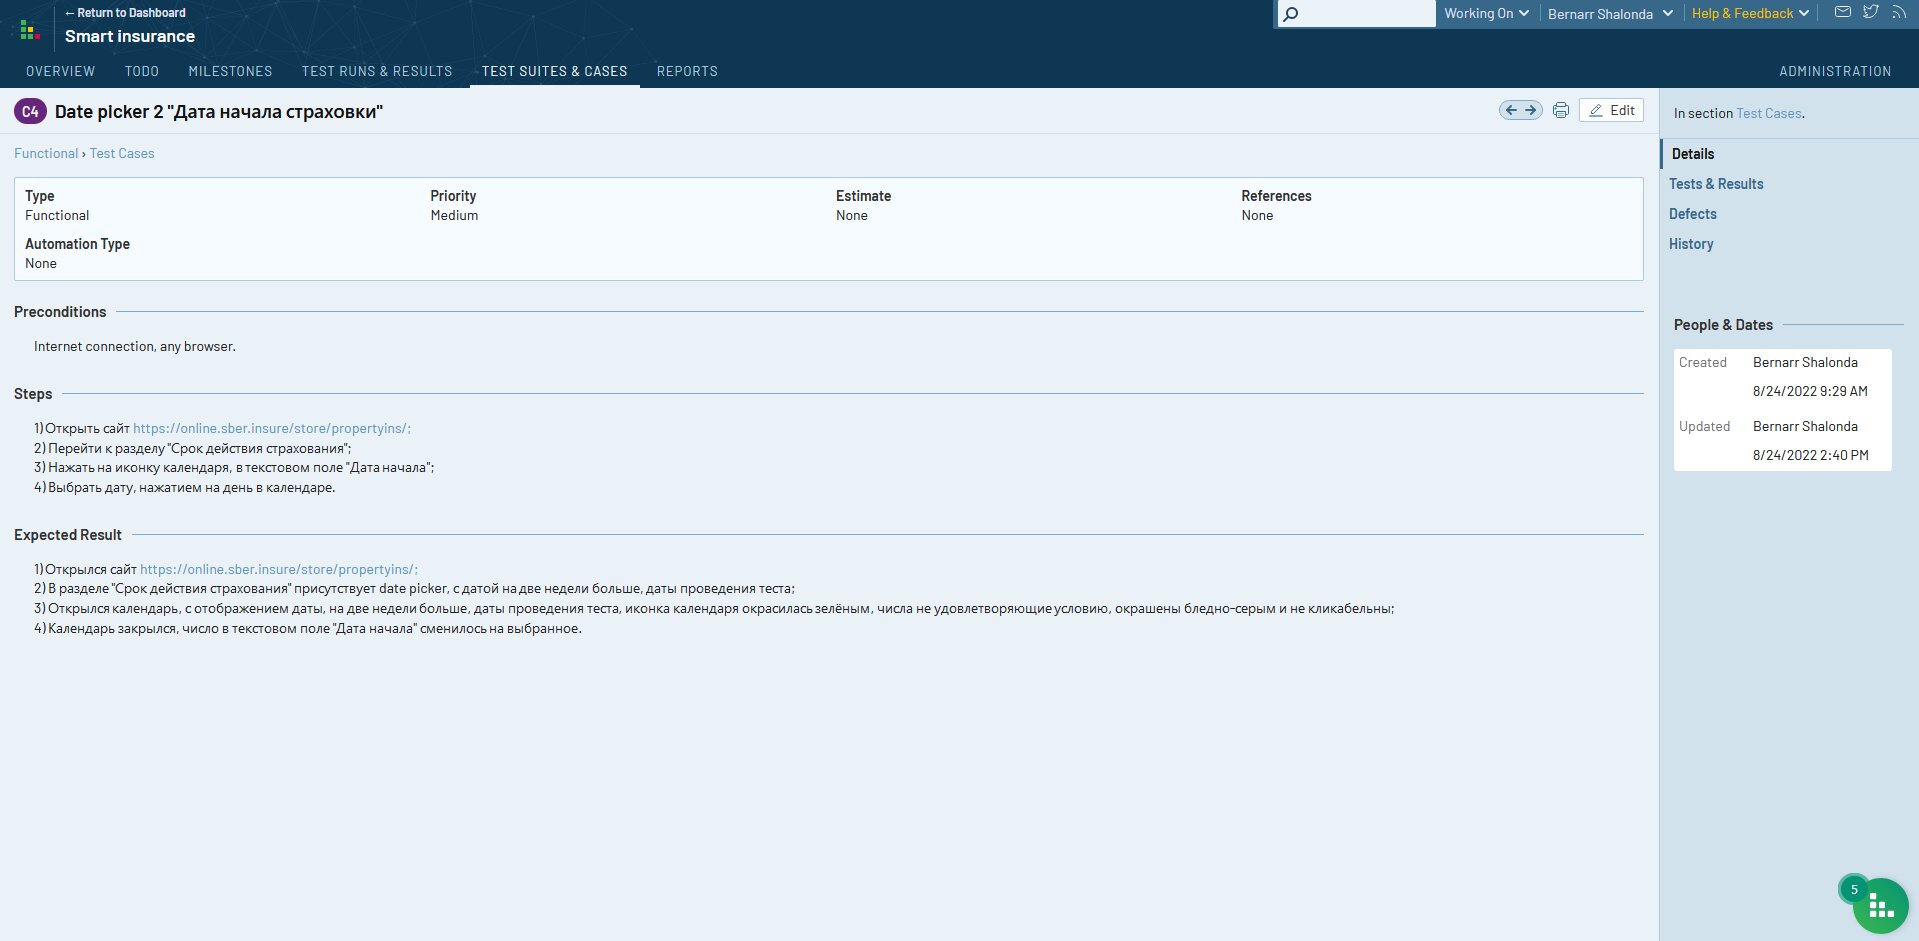 ← Return to Dashboard
Smart insurance
Working On
Bernarr Shalonda
Help & Feedback
OVERVIEW
TODO
MILESTONES
TEST RUNS & RESULTS
TEST SUITES & CASES
REPORTS
ADMINISTRATION
C4 Date picker 2 "Дата начала страховки"
Edit
Functional › Test Cases
Type
Functional
Priority
Medium
Estimate
None
References
None
Automation Type
None
Preconditions
Internet connection, any browser.
Steps
1) Открыть сайт https://online.sber.insure/store/propertyins/;
2) Перейти к разделу "Срок действия страхования";
3) Нажать на иконку календаря, в текстовом поле "Дата начала";
4) Выбрать дату, нажатием на день в календаре.
Expected Result
1) Открылся сайт https://online.sber.insure/store/propertyins/;
2) В разделе "Срок действия страхования" присутствует date picker, с датой на две недели больше, даты проведения теста;
3) Открылся календарь, с отображением даты, на две недели больше, даты проведения теста, иконка календаря окрасилась зелёным, числа не удовлетворяющие условию, окрашены бледно-серым и не кликабельны;
4) Календарь закрылся, число в текстовом поле "Дата начала" сменилось на выбранное.
In section Test Cases.
Details
Tests & Results
Defects
History
People & Dates
Created Bernarr Shalonda
8/24/2022 9:29 AM
Updated Bernarr Shalonda
8/24/2022 2:40 PM
5